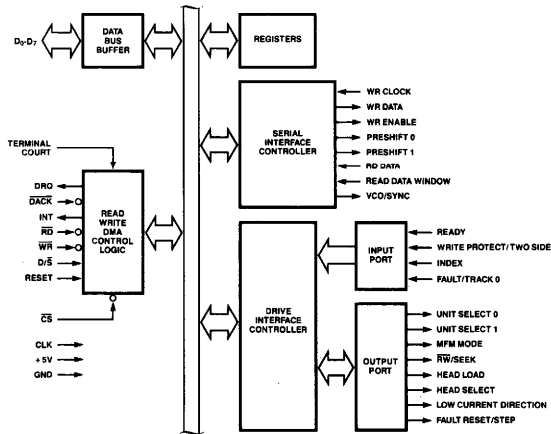 D0-D7
DATA
BUS
BUFFER
REGISTERS
TERMINAL
COURT
DRQ
DACK
INT
RD
WR
D/S
RESET
CS
CLK
+5V
GND
READ
WRITE
DMA
CONTROL
LOGIC
SERIAL
INTERFACE
CONTROLLER
WR CLOCK
WR DATA
WR ENABLE
PRESHIFT 0
PRESHIFT 1
RD DATA
READ DATA WINDOW
VCO/SYNC
DRIVE
INTERFACE
CONTROLLER
INPUT
PORT
READY
WRITE PROTECT/TWO SIDE
INDEX
FAULT/TRACK 0
OUTPUT
PORT
UNIT SELECT 0
UNIT SELECT 1
MFM MODE
RW/SEEK
HEAD LOAD
HEAD SELECT
LOW CURRENT DIRECTION
FAULT RESET/STEP